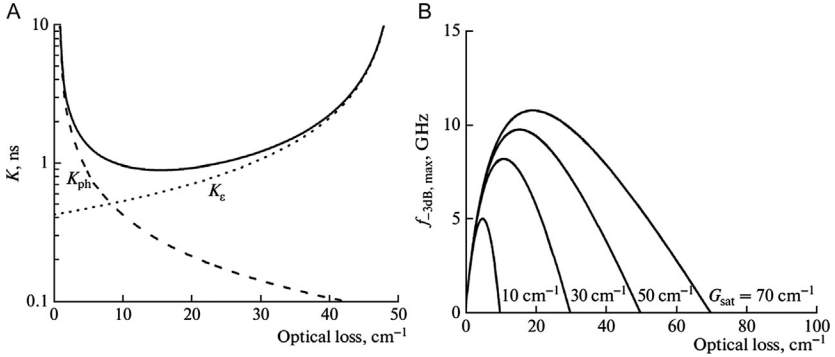 A
10
1
0.1
K, ns
K_ph
K_ε
0
10
20
30
40
50
Optical loss, cm⁻¹
B
15
10
5
0
f₋₃dB, max, GHz
10 cm⁻¹
30 cm⁻¹
50 cm⁻¹
G_sat = 70 cm⁻¹
0
20
40
60
80
100
Optical loss, cm⁻¹